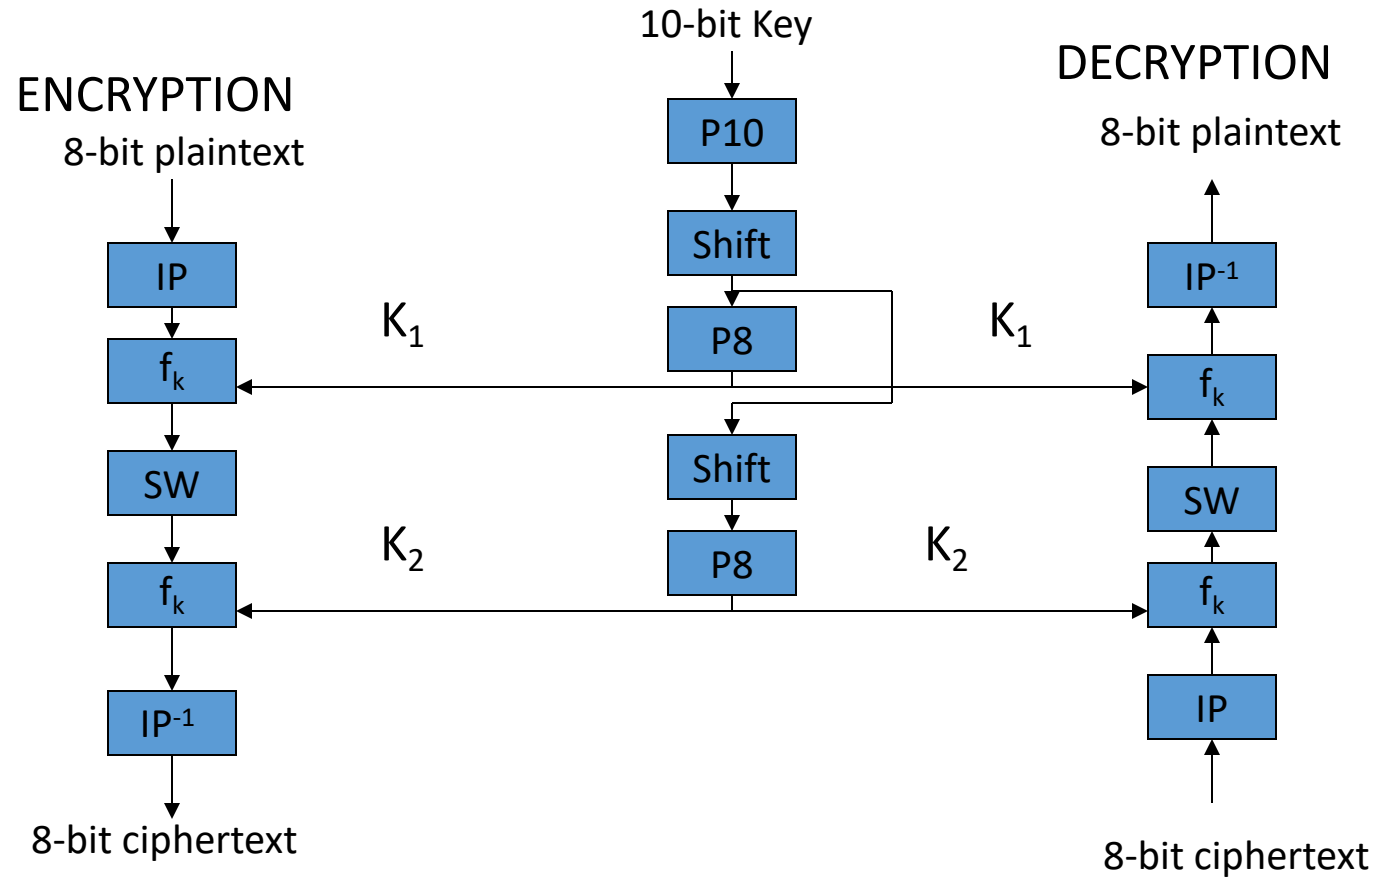 10-bit Key
ENCRYPTION
DECRYPTION
8-bit plaintext
8-bit plaintext
P10
Shift
IP
IP⁻¹
K₁
K₁
P8
fₖ
fₖ
Shift
SW
SW
K₂
K₂
P8
fₖ
fₖ
IP⁻¹
IP
8-bit ciphertext
8-bit ciphertext